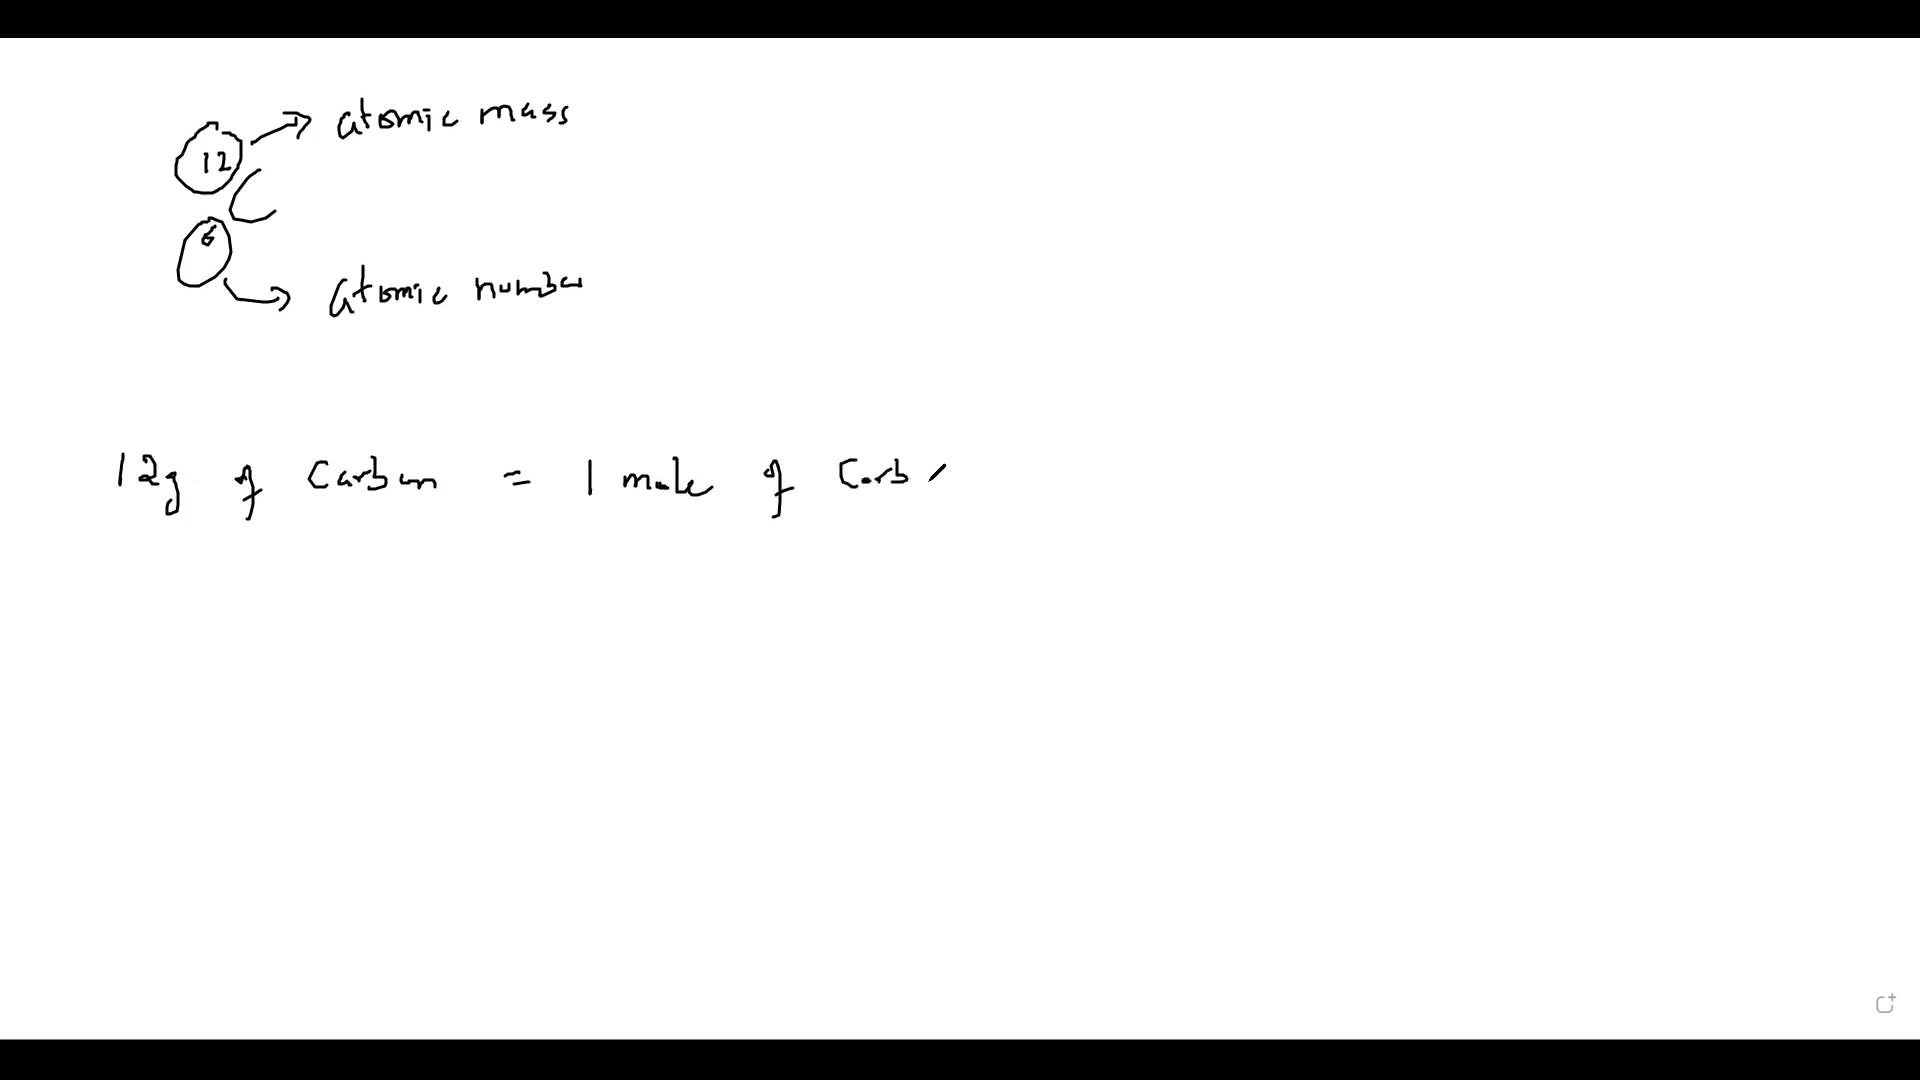 12 → atomic mass
C
6 → atomic number
12g of Carbon = 1 mole of Carb